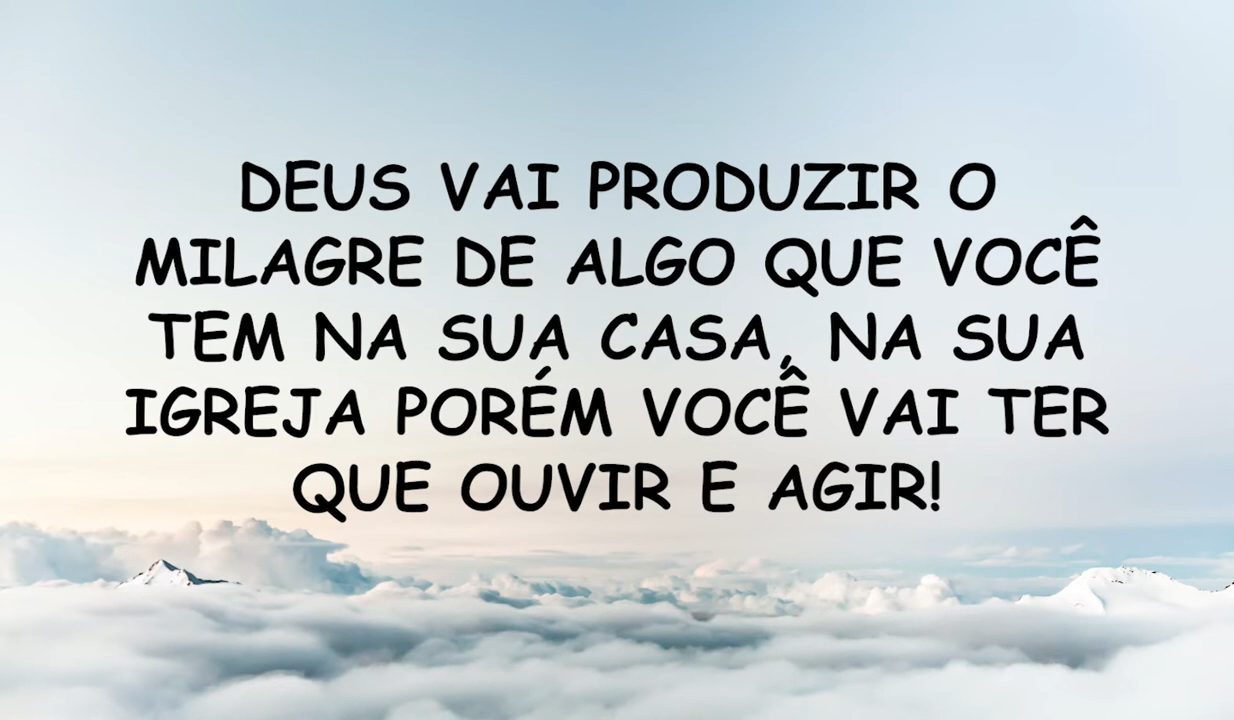 DEUS VAI PRODUZIR O
MILAGRE DE ALGO QUE VOCÊ
TEM NA SUA CASA, NA SUA
IGREJA PORÉM VOCÊ VAI TER
QUE OUVIR E AGIR!